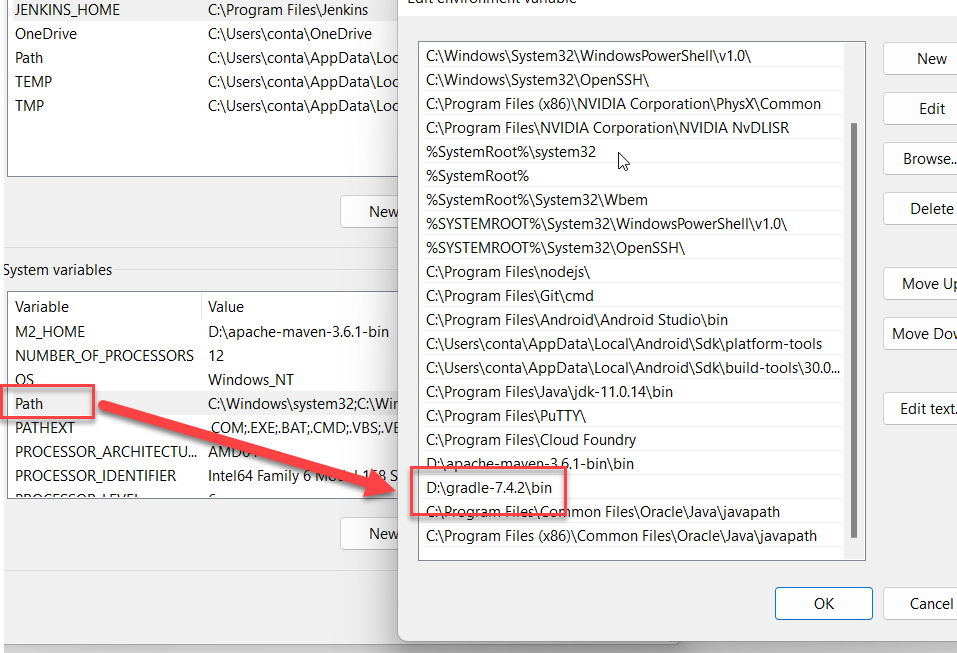 JENKINS_HOME C:\Program Files\Jenkins
OneDrive C:\Users\conta\OneDrive
Path C:\Users\conta\AppData\Loc
TEMP C:\Users\conta\AppData\Loc
TMP C:\Users\conta\AppData\Loc
New
System variables
Variable Value
M2_HOME D:\apache-maven-3.6.1-bin
NUMBER_OF_PROCESSORS 12
OS Windows_NT
Path C:\Windows\system32;C:\Win
PATHEXT .COM;.EXE;.BAT;.CMD;.VBS;.VE
PROCESSOR_ARCHITECTU... AMD64
PROCESSOR_IDENTIFIER Intel64 Family 6 Model 158 S
PROCESSOR_LEVEL 6
New
Edit environment variable
C:\Windows\System32\WindowsPowerShell\v1.0\
C:\Windows\System32\OpenSSH\
C:\Program Files (x86)\NVIDIA Corporation\PhysX\Common
C:\Program Files\NVIDIA Corporation\NVIDIA NvDLISR
%SystemRoot%\system32
%SystemRoot%
%SystemRoot%\System32\Wbem
%SYSTEMROOT%\System32\WindowsPowerShell\v1.0\
%SYSTEMROOT%\System32\OpenSSH\
C:\Program Files\nodejs\
C:\Program Files\Git\cmd
C:\Program Files\Android\Android Studio\bin
C:\Users\conta\AppData\Local\Android\Sdk\platform-tools
C:\Users\conta\AppData\Local\Android\Sdk\build-tools\30.0...
C:\Program Files\Java\jdk-11.0.14\bin
C:\Program Files\PuTTY\
C:\Program Files\Cloud Foundry
D:\apache-maven-3.6.1-bin\bin
D:\gradle-7.4.2\bin
C:\Program Files\Common Files\Oracle\Java\javapath
C:\Program Files (x86)\Common Files\Oracle\Java\javapath
New
Edit
Browse..
Delete
Move Up
Move Dow
Edit text.
OK
Cancel